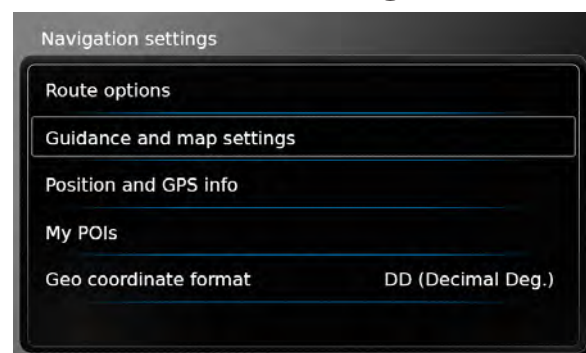 Navigation settings
Route options
Guidance and map settings
Position and GPS info
My POIs
Geo coordinate format DD (Decimal Deg.)